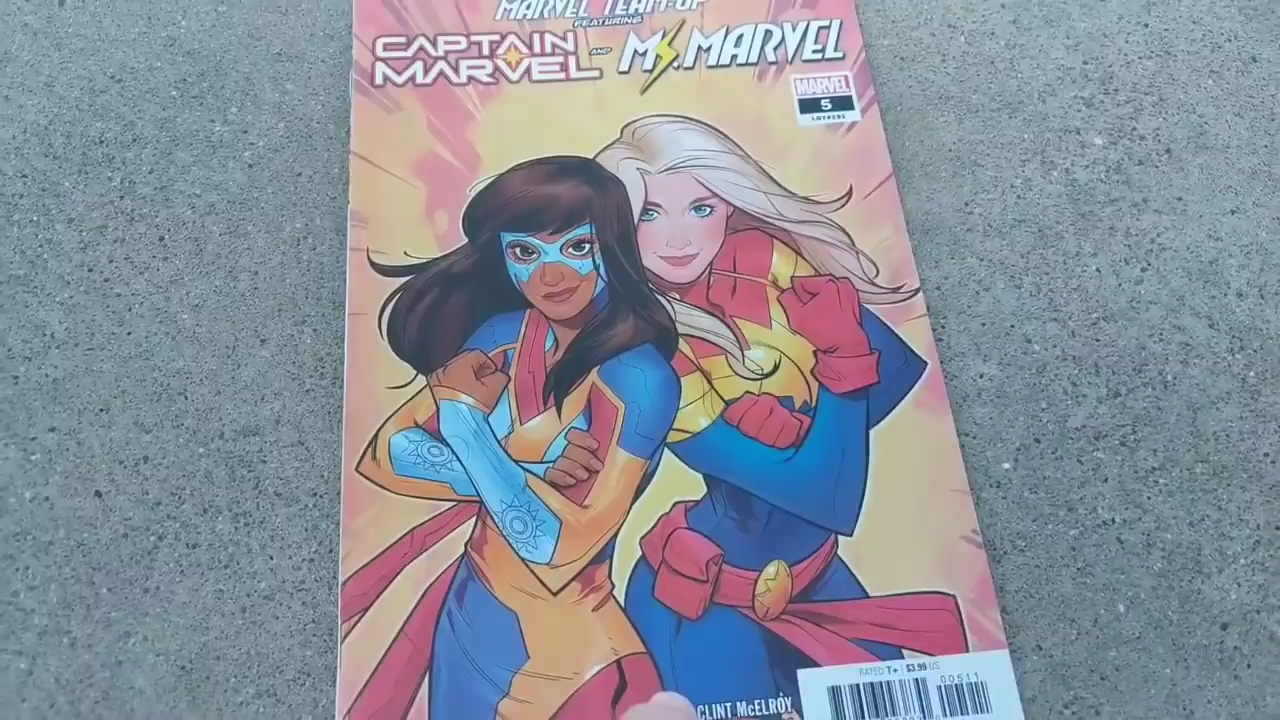 MARVEL TEAM-UP
FEATURING
CAPTAIN MARVEL
AND
MS. MARVEL
MARVEL
5
LGY#191
RATED T+ $3.99 US
00511
CLINT McELROY